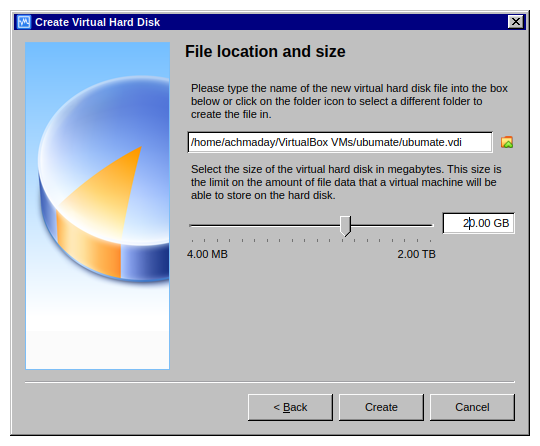 Create Virtual Hard Disk
File location and size
Please type the name of the new virtual hard disk file into the box
below or click on the folder icon to select a different folder to
create the file in.
/home/achmaday/VirtualBox VMs/ubumate/ubumate.vdi
Select the size of the virtual hard disk in megabytes. This size is
the limit on the amount of file data that a virtual machine will be
able to store on the hard disk.
20.00 GB
4.00 MB 2.00 TB
< Back Create Cancel